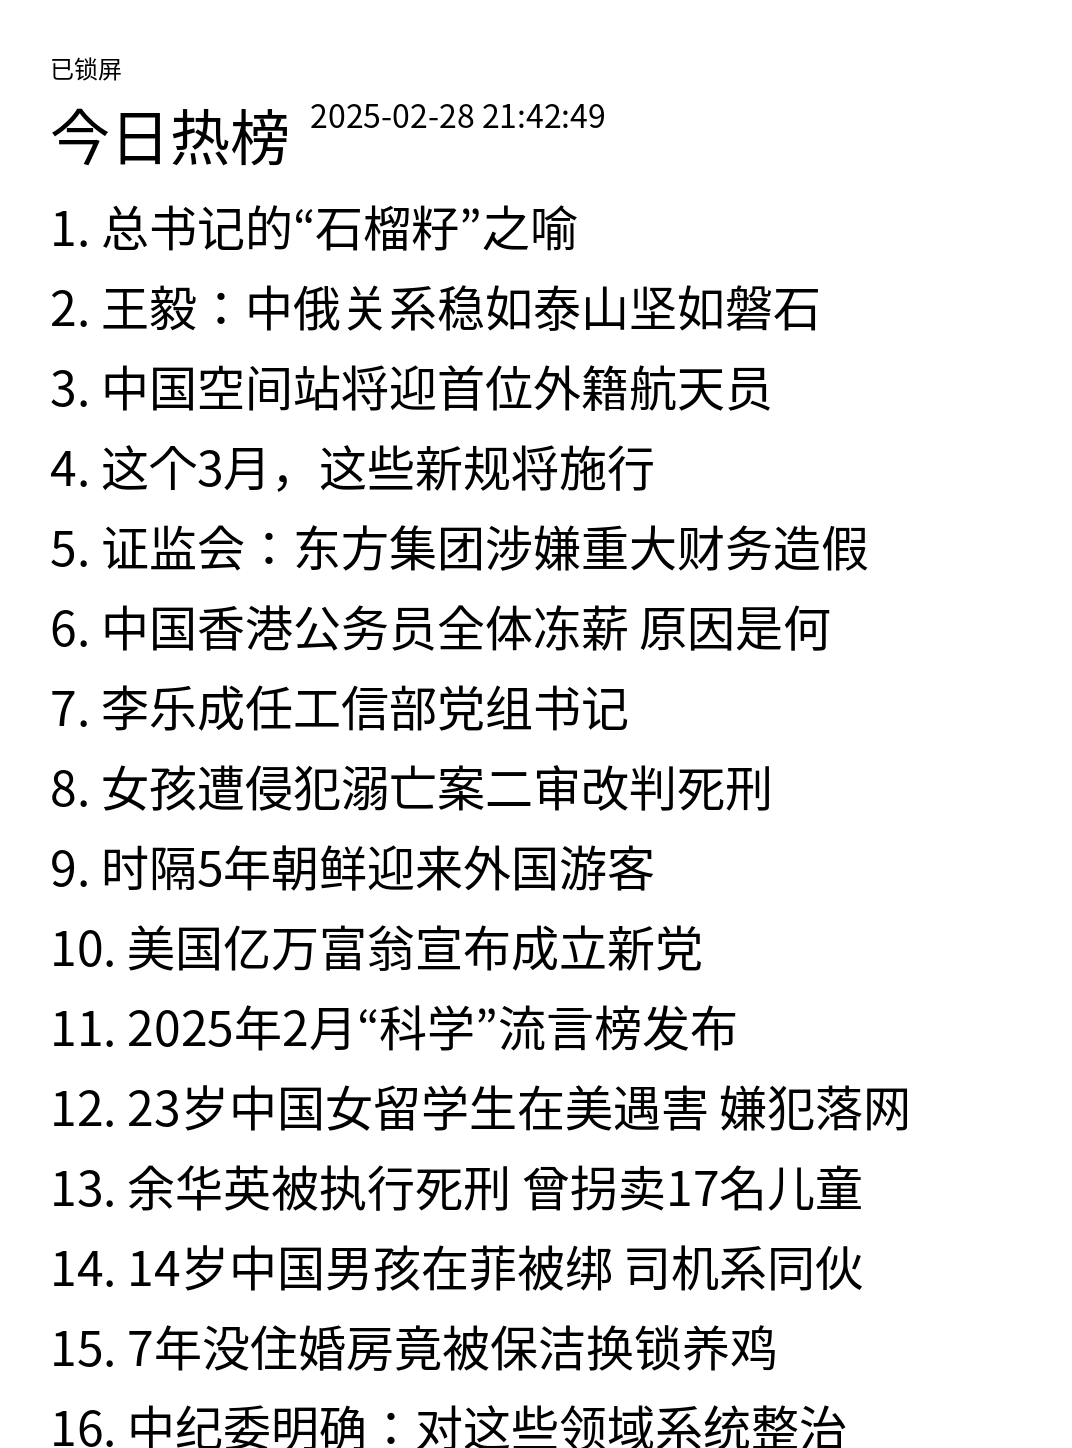 已锁屏
今日热榜 2025-02-28 21:42:49
1. 总书记的“石榴籽”之喻
2. 王毅：中俄关系稳如泰山坚如磐石
3. 中国空间站将迎首位外籍航天员
4. 这个3月，这些新规将施行
5. 证监会：东方集团涉嫌重大财务造假
6. 中国香港公务员全体冻薪 原因是何
7. 李乐成任工信部党组书记
8. 女孩遭侵犯溺亡案二审改判死刑
9. 时隔5年朝鲜迎来外国游客
10. 美国亿万富翁宣布成立新党
11. 2025年2月“科学”流言榜发布
12. 23岁中国女留学生在美遇害 嫌犯落网
13. 余华英被执行死刑 曾拐卖17名儿童
14. 14岁中国男孩在菲被绑 司机系同伙
15. 7年没住婚房竟被保洁换锁养鸡
16. 中纪委明确：对这些领域系统整治